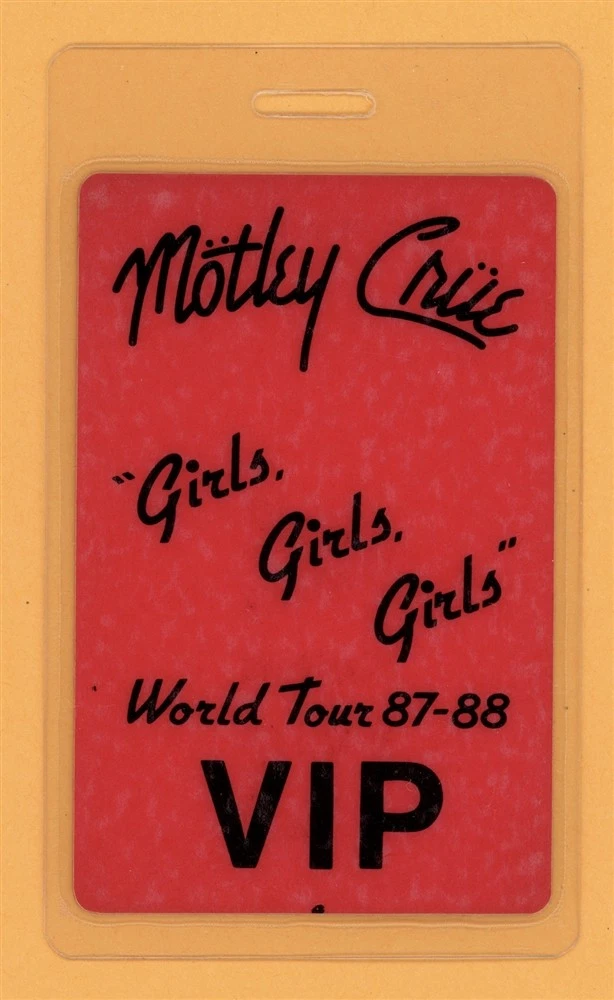 Mötley Crüe
"Girls,
Girls,
Girls"
World Tour 87-88
VIP